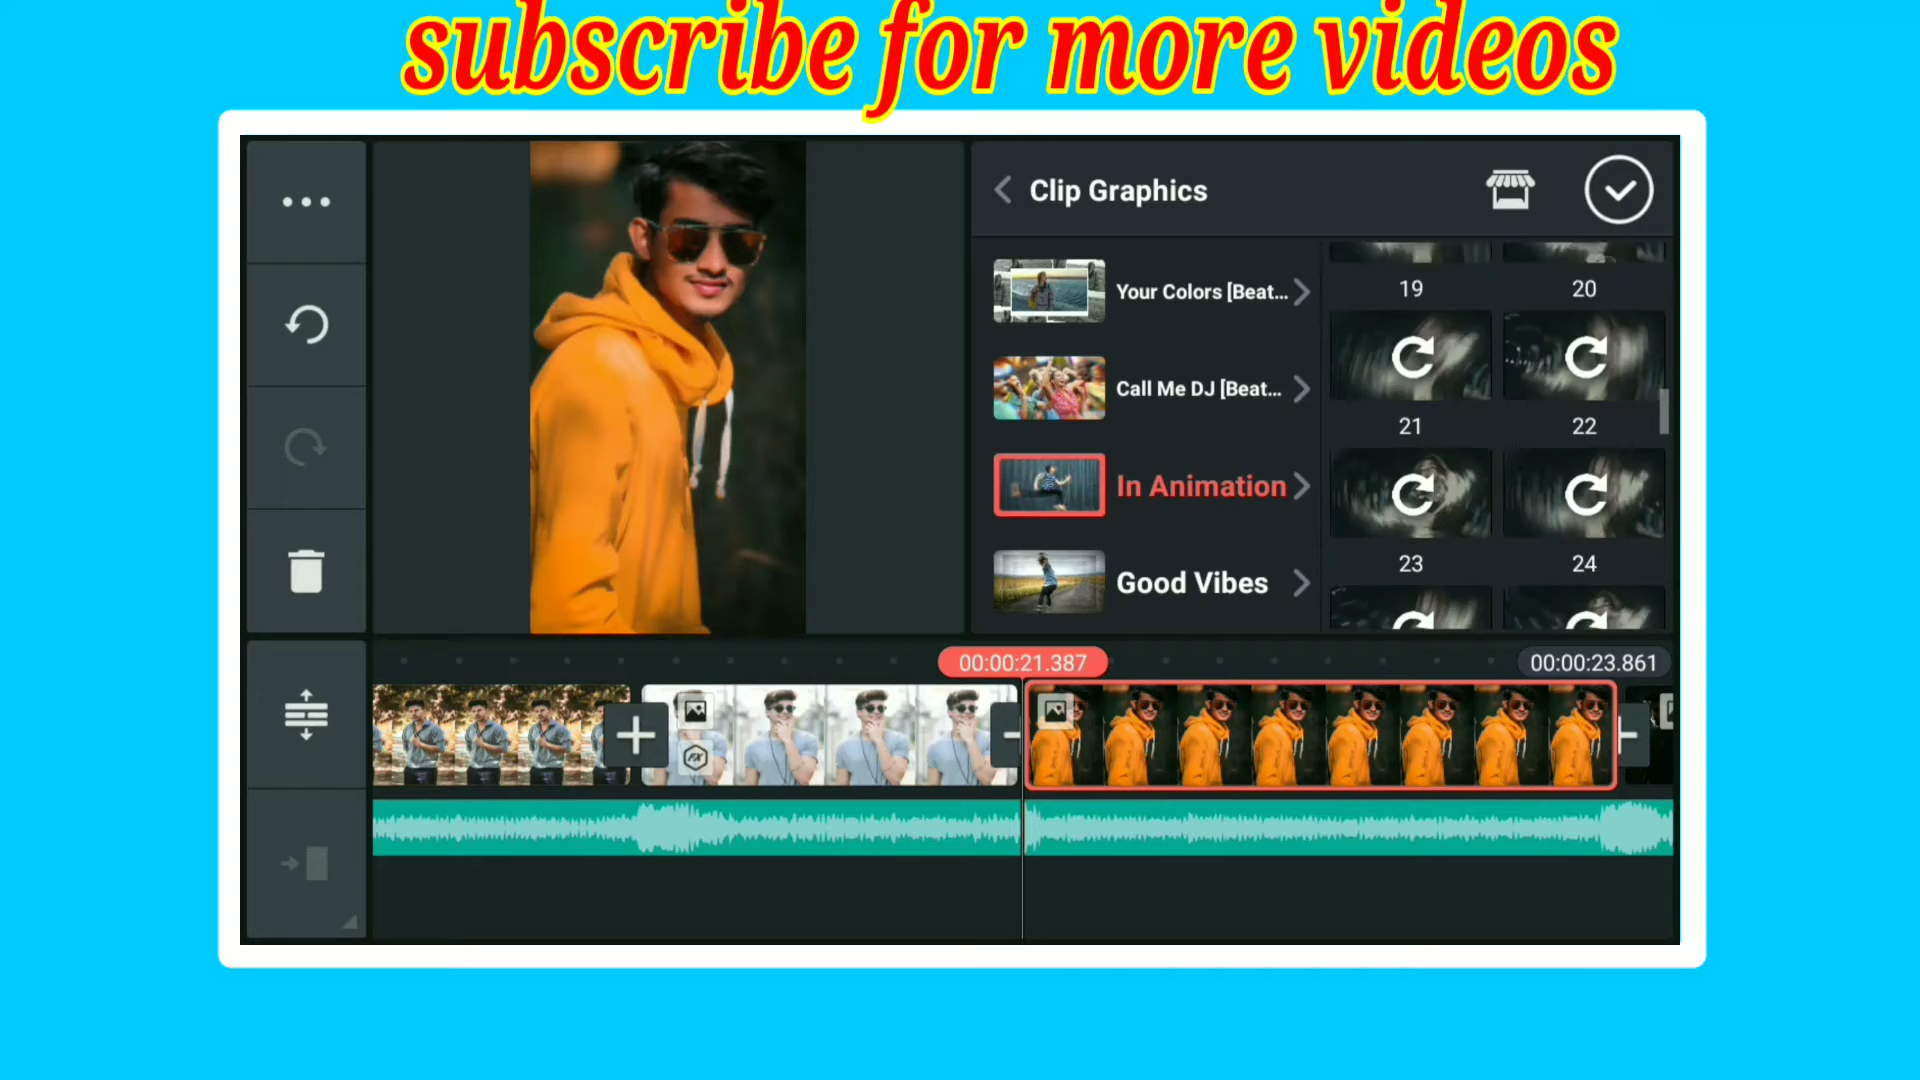 subscribe for more videos
Clip Graphics
Your Colors [Beat...
Call Me DJ [Beat...
In Animation
Good Vibes
19 20
21 22
23 24
00:00:21.387
00:00:23.861
FX